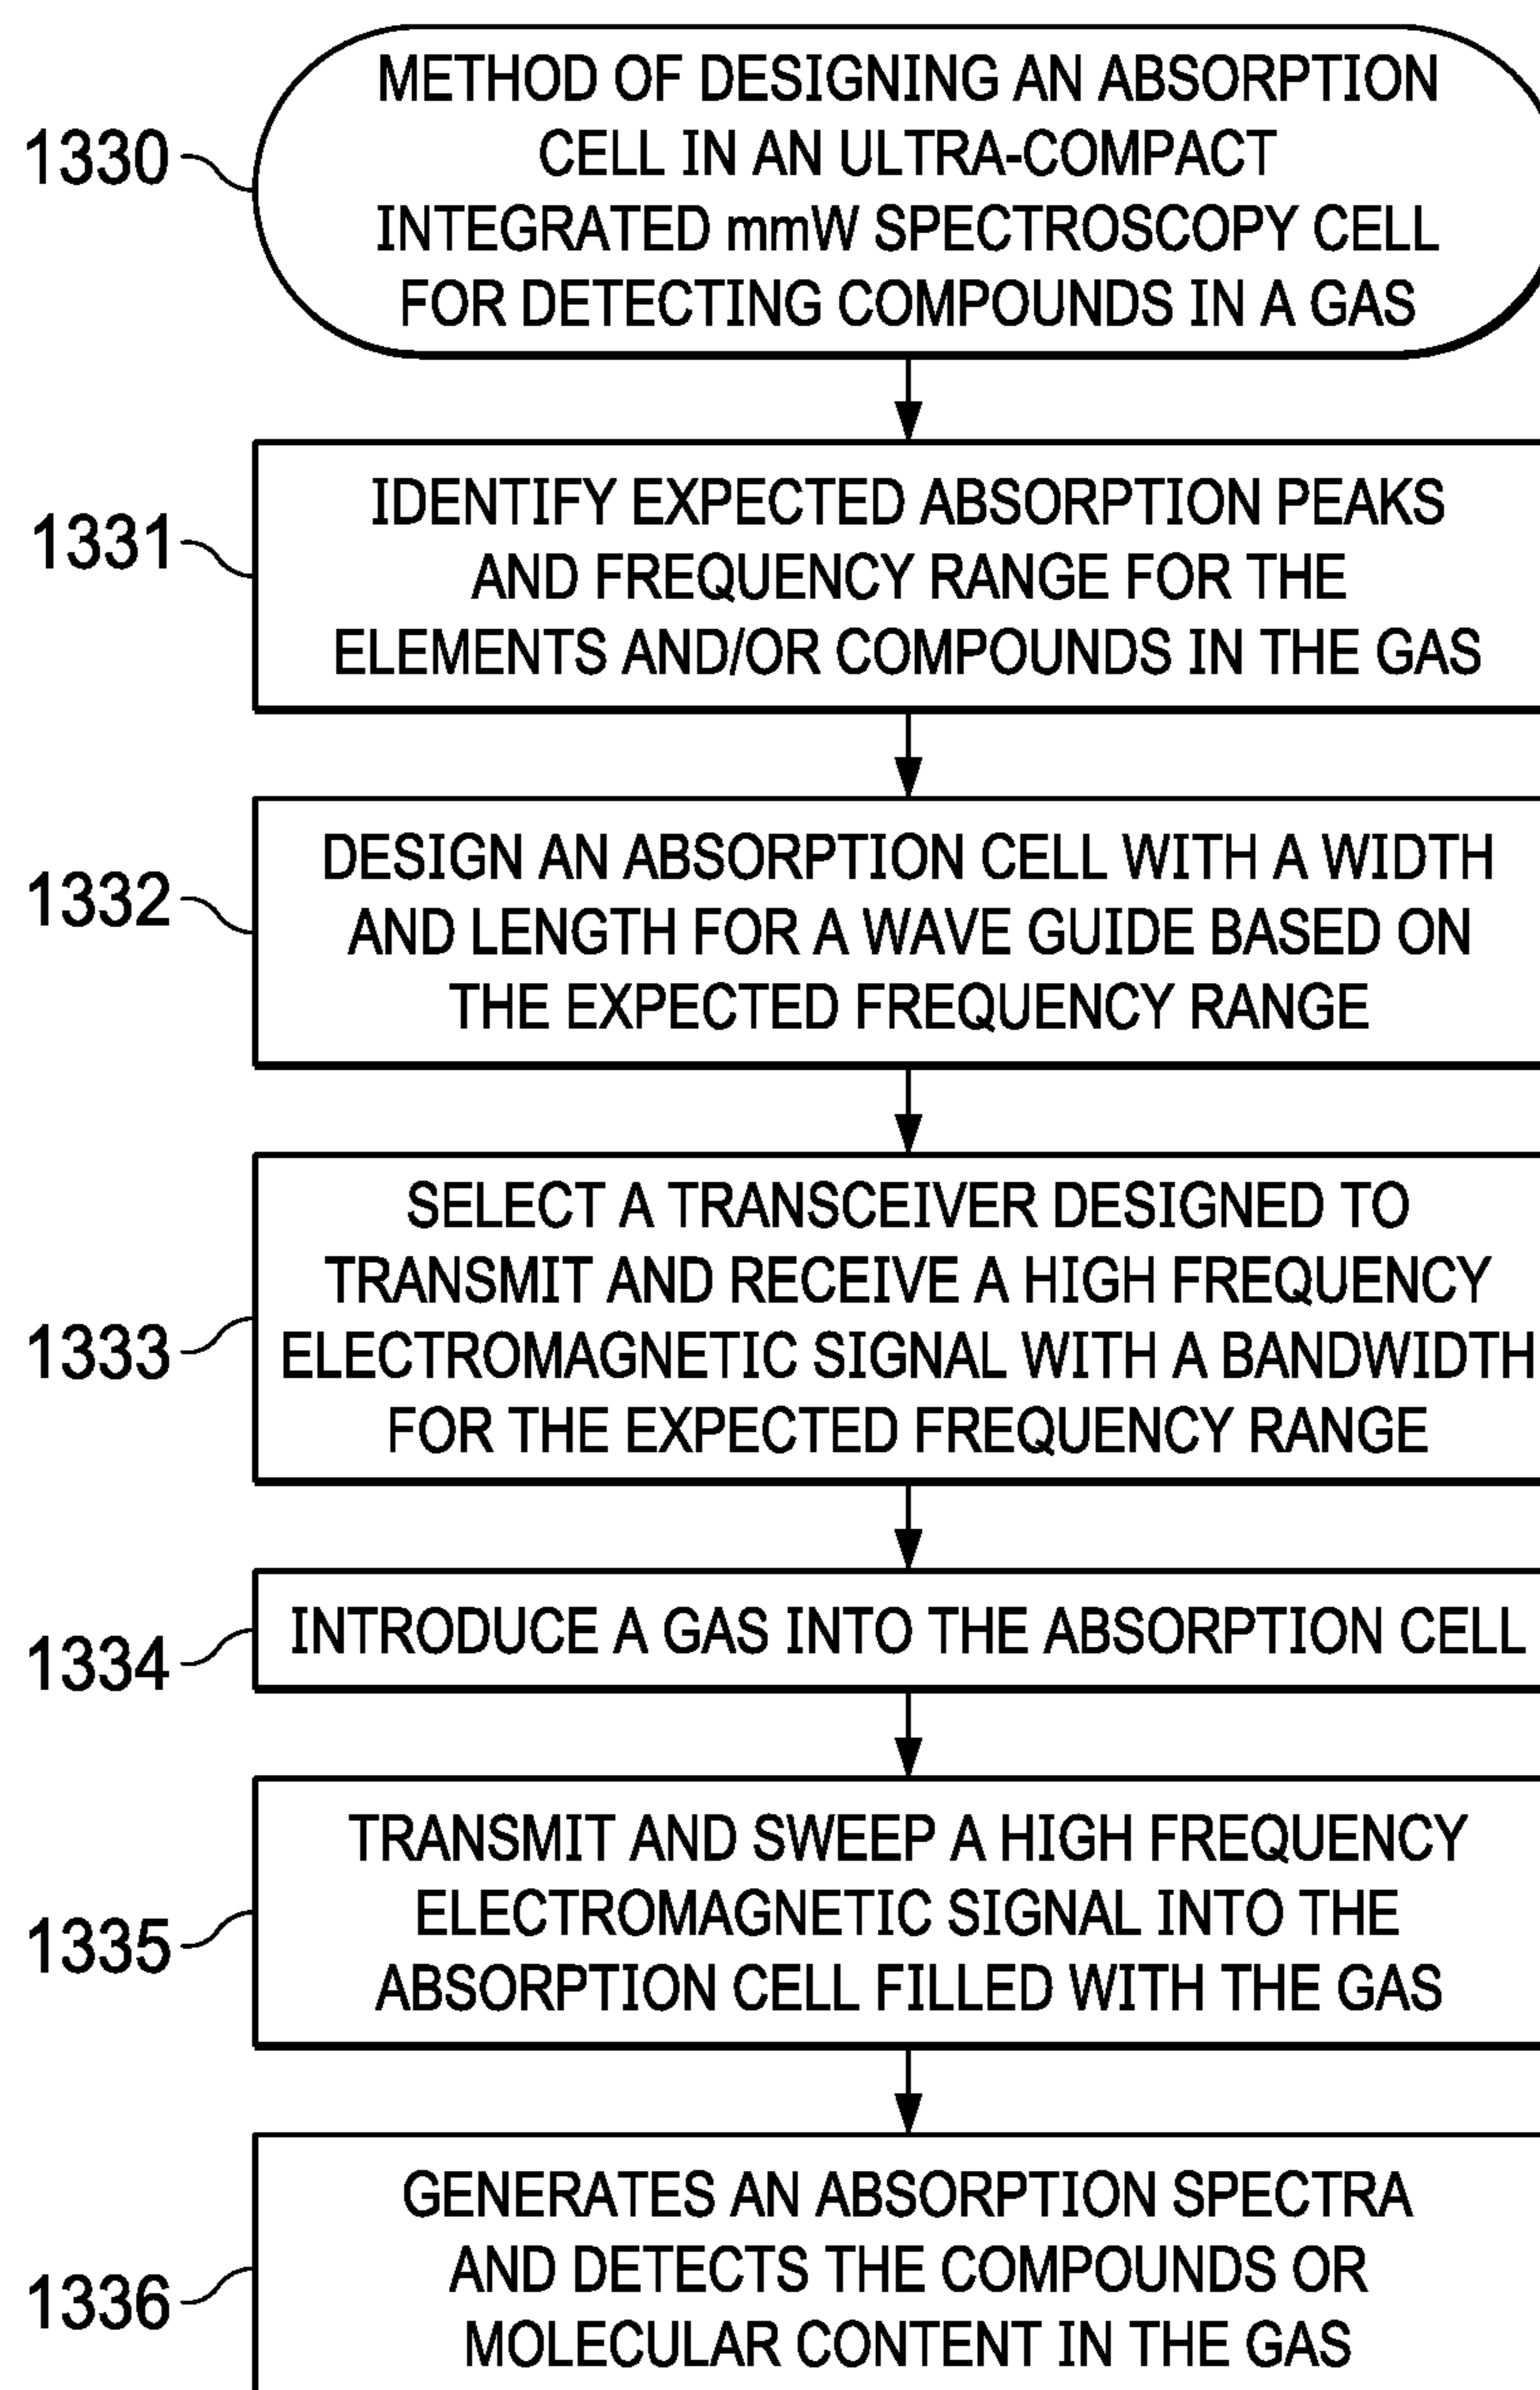 1330
METHOD OF DESIGNING AN ABSORPTION
CELL IN AN ULTRA-COMPACT
INTEGRATED mmW SPECTROSCOPY CELL
FOR DETECTING COMPOUNDS IN A GAS
1331
IDENTIFY EXPECTED ABSORPTION PEAKS
AND FREQUENCY RANGE FOR THE
ELEMENTS AND/OR COMPOUNDS IN THE GAS
1332
DESIGN AN ABSORPTION CELL WITH A WIDTH
AND LENGTH FOR A WAVE GUIDE BASED ON
THE EXPECTED FREQUENCY RANGE
1333
SELECT A TRANSCEIVER DESIGNED TO
TRANSMIT AND RECEIVE A HIGH FREQUENCY
ELECTROMAGNETIC SIGNAL WITH A BANDWIDTH
FOR THE EXPECTED FREQUENCY RANGE
1334
INTRODUCE A GAS INTO THE ABSORPTION CELL
1335
TRANSMIT AND SWEEP A HIGH FREQUENCY
ELECTROMAGNETIC SIGNAL INTO THE
ABSORPTION CELL FILLED WITH THE GAS
1336
GENERATES AN ABSORPTION SPECTRA
AND DETECTS THE COMPOUNDS OR
MOLECULAR CONTENT IN THE GAS